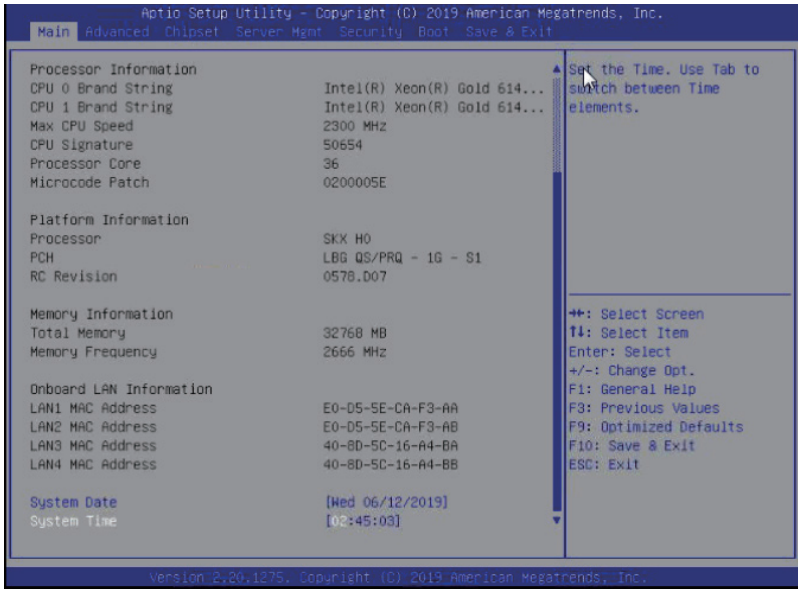 Aptio Setup Utility - Copyright (C) 2019 American Megatrends, Inc.
Main Advanced Chipset Server Mgmt Security Boot Save & Exit
Processor Information
CPU 0 Brand String Intel(R) Xeon(R) Gold 614...
CPU 1 Brand String Intel(R) Xeon(R) Gold 614...
Max CPU Speed 2300 MHz
CPU Signature 50654
Processor Core 36
Microcode Patch 0200005E
Platform Information
Processor SKX H0
PCH LBG QS/PRQ - 1G - S1
RC Revision 0578.D07
Memory Information
Total Memory 32768 MB
Memory Frequency 2666 MHz
Onboard LAN Information
LAN1 MAC Address E0-D5-5E-CA-F3-AA
LAN2 MAC Address E0-D5-5E-CA-F3-AB
LAN3 MAC Address 40-8D-5C-16-A4-BA
LAN4 MAC Address 40-8D-5C-16-A4-BB
System Date [Wed 06/12/2019]
System Time [02:45:03]
Set the Time. Use Tab to
switch between Time
elements.
→←: Select Screen
↑↓: Select Item
Enter: Select
+/-: Change Opt.
F1: General Help
F3: Previous Values
F9: Optimized Defaults
F10: Save & Exit
ESC: Exit
Version 2.20.1275. Copyright (C) 2019 American Megatrends, Inc.